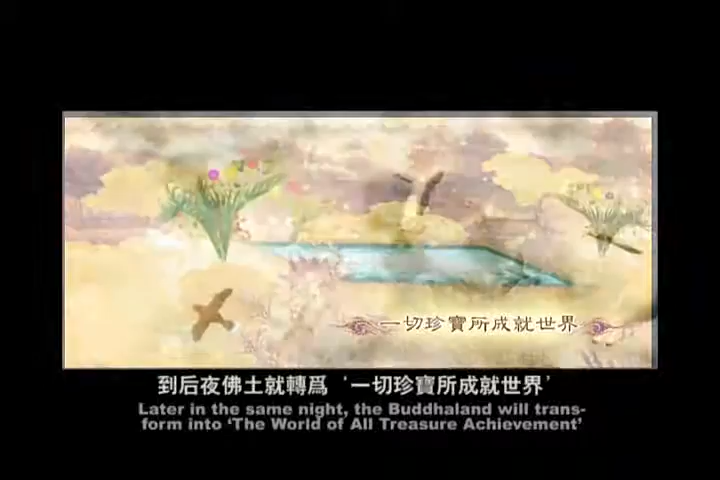 一切珍寶所成就世界
到后夜佛土就轉爲‘一切珍寶所成就世界’
Later in the same night, the Buddhaland will trans-
form into ‘The World of All Treasure Achievement’